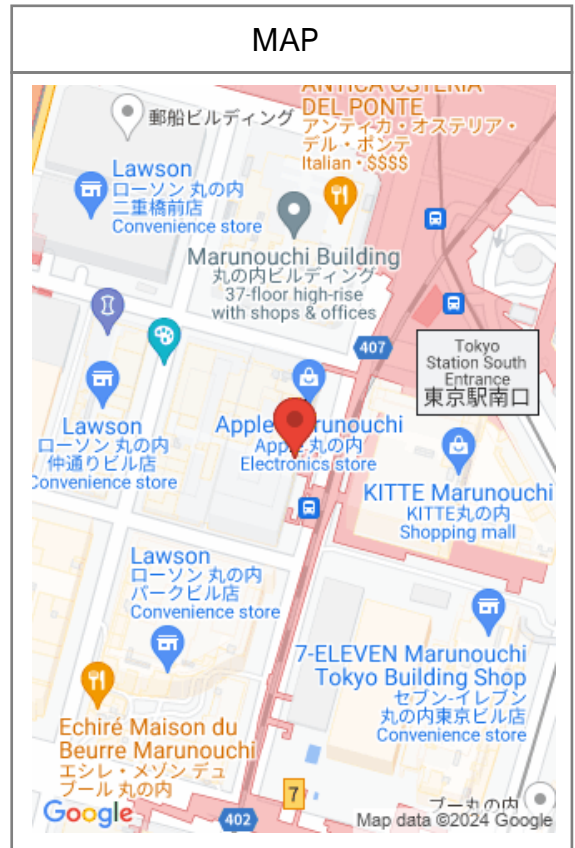 MAP
ANTICA OSTERIA
DEL PONTE
アンティカ・オステリア・
デル・ポンテ
Italian • $$$$
郵船ビルディング
Lawson
ローソン 丸の内
二重橋前店
Convenience store
Marunouchi Building
丸の内ビルディング
37-floor high-rise
with shops & offices
407
Tokyo
Station South
Entrance
東京駅南口
Lawson
ローソン 丸の内
仲通りビル店
Convenience store
Apple Marunouchi
Apple 丸の内
Electronics store
KITTE Marunouchi
KITTE丸の内
Shopping mall
Lawson
ローソン 丸の内
パークビル店
Convenience store
7-ELEVEN Marunouchi
Tokyo Building Shop
セブン-イレブン
丸の内東京ビル店
Convenience store
Echiré Maison du
Beurre Marunouchi
エシレ・メゾン デュ
ブール 丸の内
7
ブー丸の内
Google
402
Map data ©2024 Google